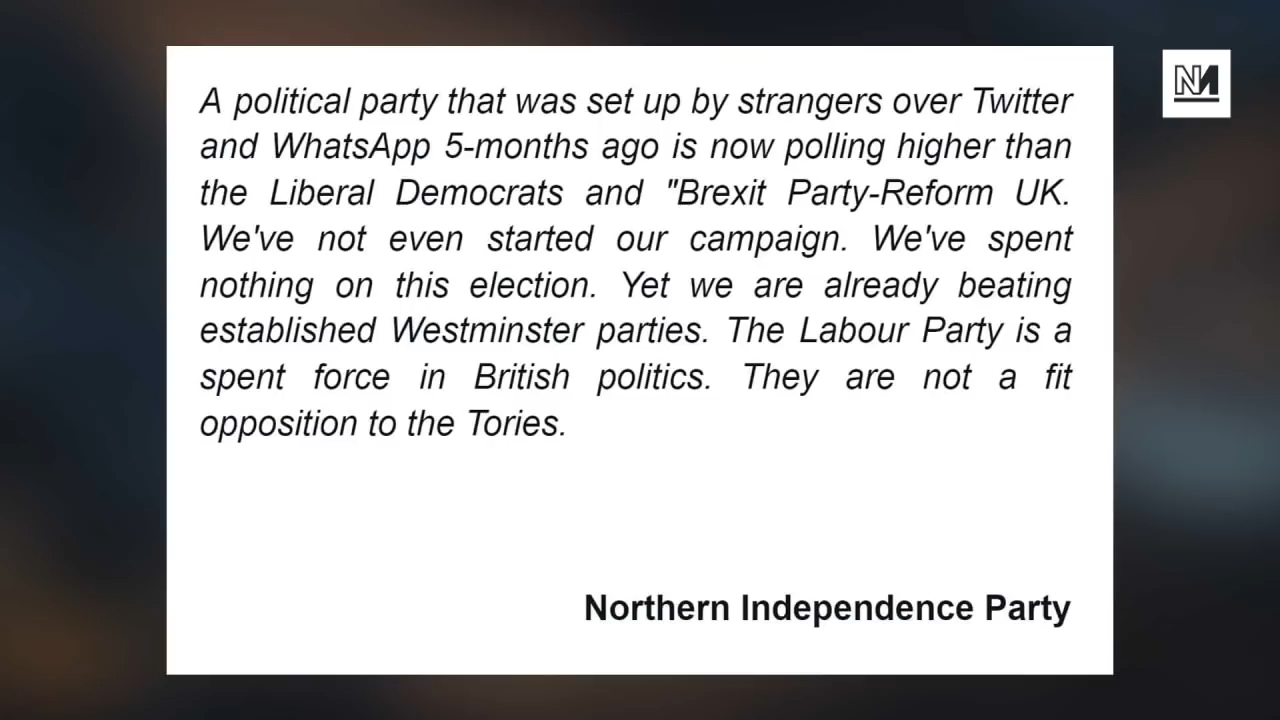 A political party that was set up by strangers over Twitter
and WhatsApp 5-months ago is now polling higher than
the Liberal Democrats and "Brexit Party-Reform UK.
We've not even started our campaign. We've spent
nothing on this election. Yet we are already beating
established Westminster parties. The Labour Party is a
spent force in British politics. They are not a fit
opposition to the Tories.
Northern Independence Party
NM